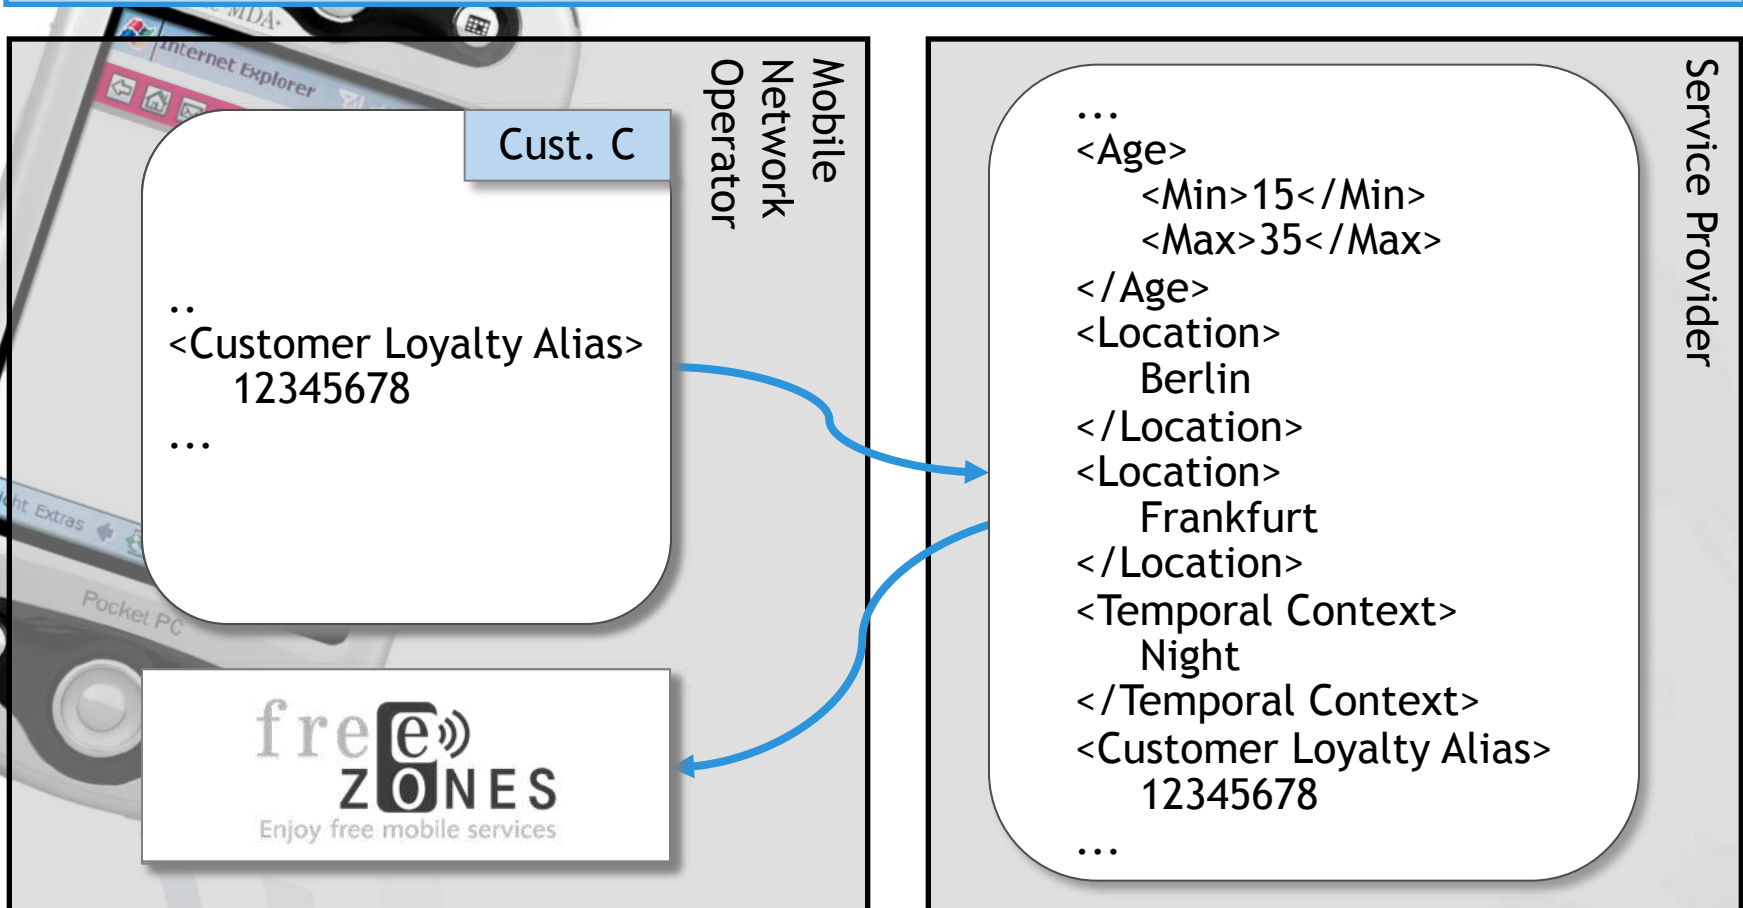 MDA
Internet Explorer
Cust. C
Mobile
Network
Operator
..
<Customer Loyalty Alias>
12345678
...
Extras
Pocket PC
free
ZONES
Enjoy free mobile services
Service Provider
...
<Age>
<Min>15</Min>
<Max>35</Max>
</Age>
<Location>
Berlin
</Location>
<Location>
Frankfurt
</Location>
<Temporal Context>
Night
</Temporal Context>
<Customer Loyalty Alias>
12345678
...